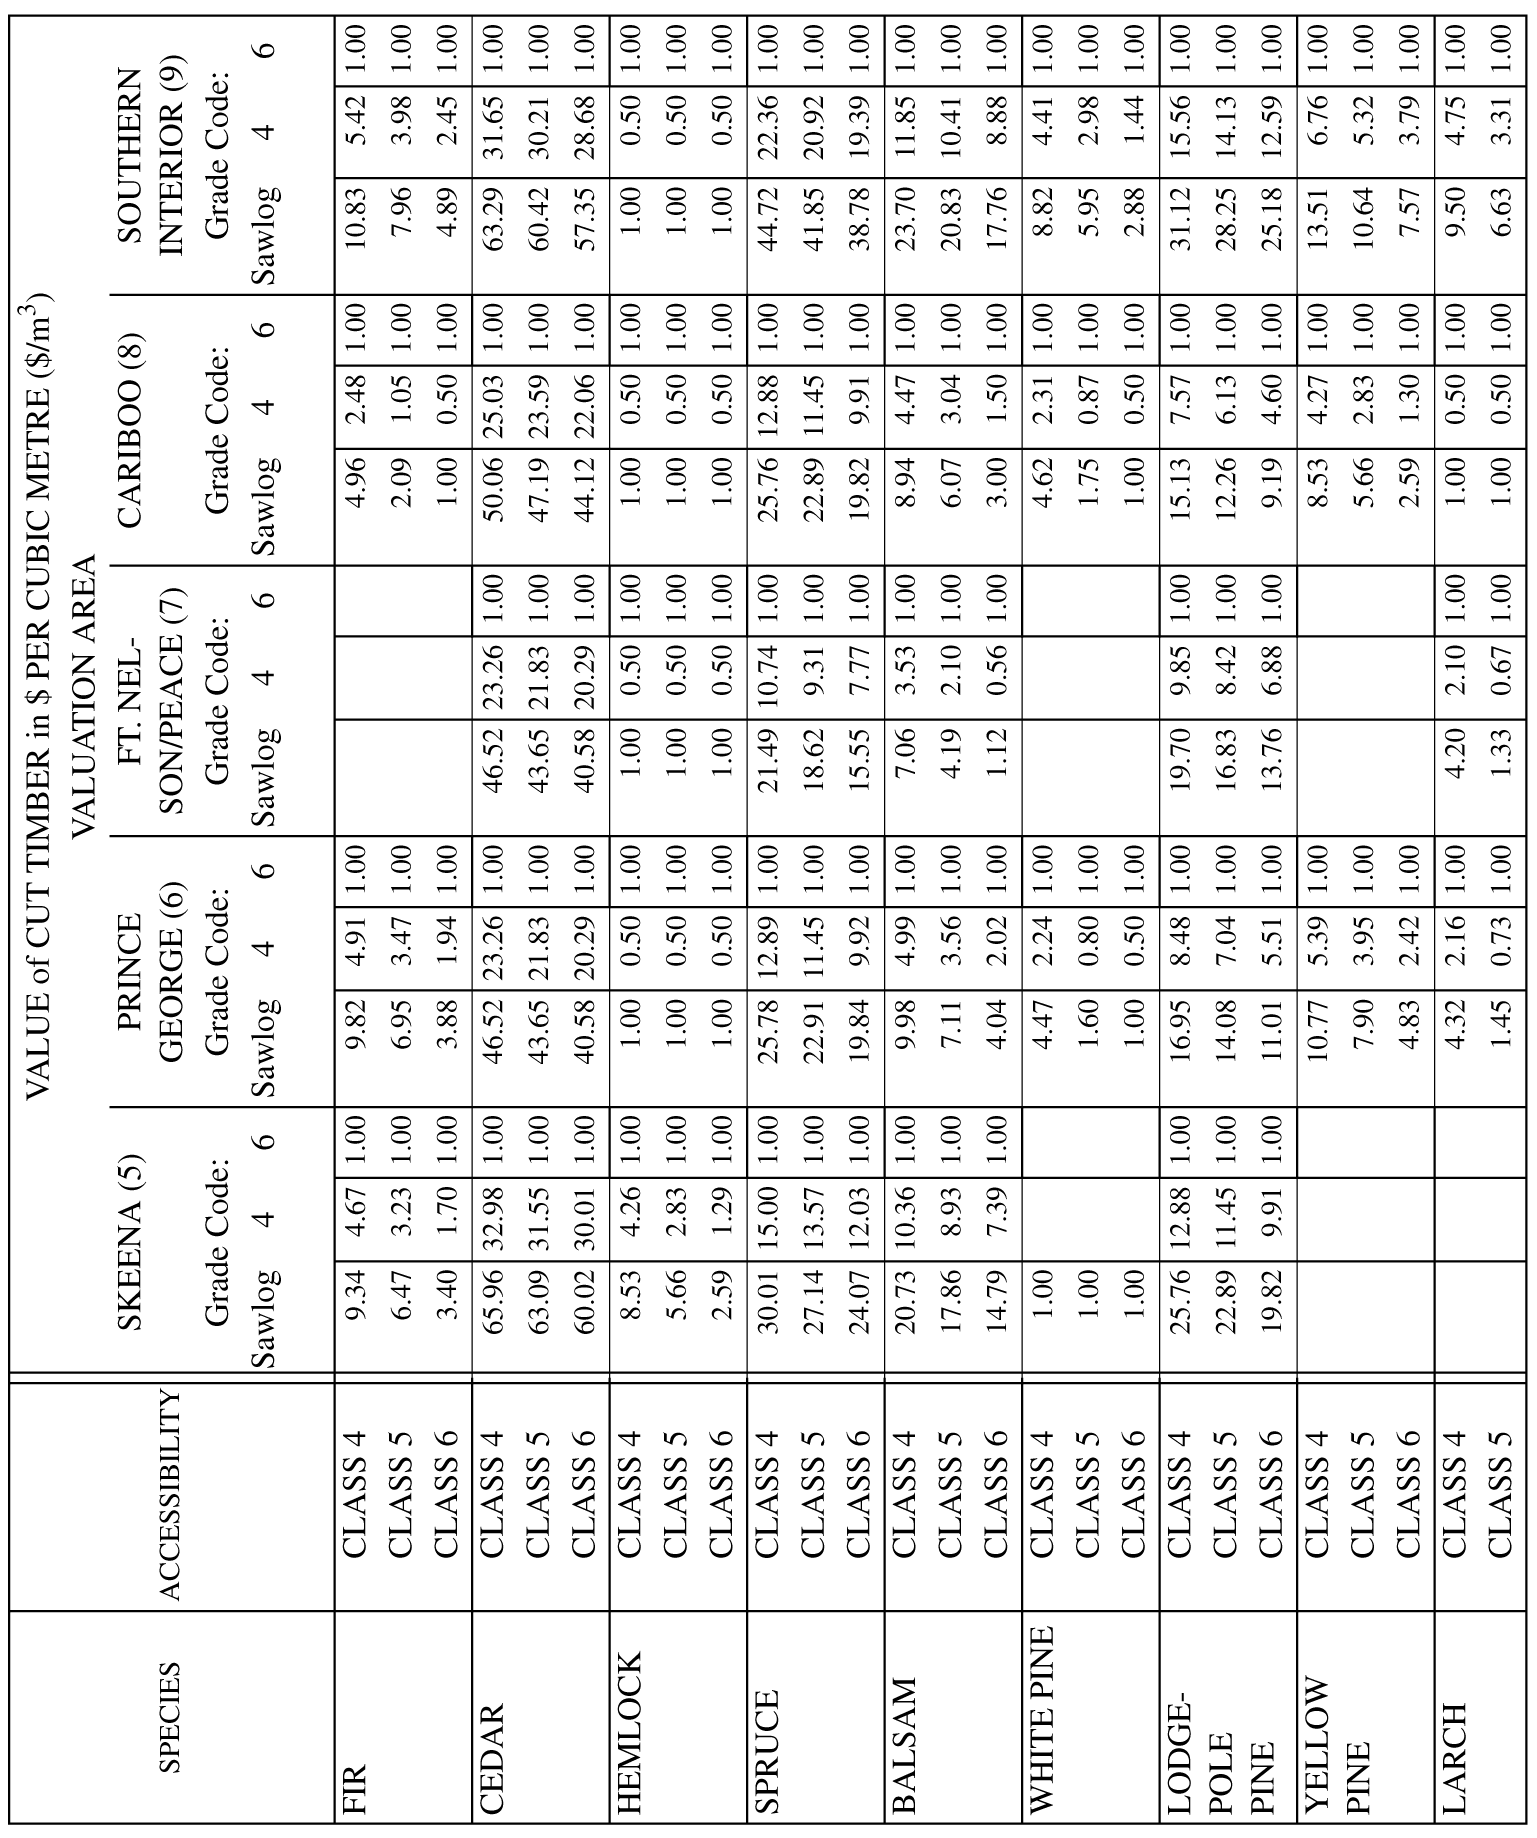 VALUE of CUT TIMBER in $ PER CUBIC METRE ($/m³)
VALUATION AREA
SPECIES ACCESSIBILITY SKEENA (5) PRINCE GEORGE (6) FT. NEL-SON/PEACE (7) CARIBOO (8) SOUTHERN INTERIOR (9)
Grade Code: Grade Code: Grade Code: Grade Code: Grade Code:
Sawlog 4 6 Sawlog 4 6 Sawlog 4 6 Sawlog 4 6 Sawlog 4 6
FIR CLASS 4 9.34 4.67 1.00 9.82 4.91 1.00 4.96 2.48 1.00 10.83 5.42 1.00
CLASS 5 6.47 3.23 1.00 6.95 3.47 1.00 2.09 1.05 1.00 7.96 3.98 1.00
CLASS 6 3.40 1.70 1.00 3.88 1.94 1.00 1.00 0.50 1.00 4.89 2.45 1.00
CEDAR CLASS 4 65.96 32.98 1.00 46.52 23.26 1.00 46.52 23.26 1.00 50.06 25.03 1.00 63.29 31.65 1.00
CLASS 5 63.09 31.55 1.00 43.65 21.83 1.00 43.65 21.83 1.00 47.19 23.59 1.00 60.42 30.21 1.00
CLASS 6 60.02 30.01 1.00 40.58 20.29 1.00 40.58 20.29 1.00 44.12 22.06 1.00 57.35 28.68 1.00
HEMLOCK CLASS 4 8.53 4.26 1.00 1.00 0.50 1.00 1.00 0.50 1.00 1.00 0.50 1.00 1.00 0.50 1.00
CLASS 5 5.66 2.83 1.00 1.00 0.50 1.00 1.00 0.50 1.00 1.00 0.50 1.00 1.00 0.50 1.00
CLASS 6 2.59 1.29 1.00 1.00 0.50 1.00 1.00 0.50 1.00 1.00 0.50 1.00 1.00 0.50 1.00
SPRUCE CLASS 4 30.01 15.00 1.00 25.78 12.89 1.00 21.49 10.74 1.00 25.76 12.88 1.00 44.72 22.36 1.00
CLASS 5 27.14 13.57 1.00 22.91 11.45 1.00 18.62 9.31 1.00 22.89 11.45 1.00 41.85 20.92 1.00
CLASS 6 24.07 12.03 1.00 19.84 9.92 1.00 15.55 7.77 1.00 19.82 9.91 1.00 38.78 19.39 1.00
BALSAM CLASS 4 20.73 10.36 1.00 9.98 4.99 1.00 7.06 3.53 1.00 8.94 4.47 1.00 23.70 11.85 1.00
CLASS 5 17.86 8.93 1.00 7.11 3.56 1.00 4.19 2.10 1.00 6.07 3.04 1.00 20.83 10.41 1.00
CLASS 6 14.79 7.39 1.00 4.04 2.02 1.00 1.12 0.56 1.00 3.00 1.50 1.00 17.76 8.88 1.00
WHITE PINE CLASS 4 1.00 4.47 2.24 1.00 4.62 2.31 1.00 8.82 4.41 1.00
CLASS 5 1.00 1.60 0.80 1.00 1.75 0.87 1.00 5.95 2.98 1.00
CLASS 6 1.00 1.00 0.50 1.00 1.00 0.50 1.00 2.88 1.44 1.00
LODGE- CLASS 4 25.76 12.88 1.00 16.95 8.48 1.00 19.70 9.85 1.00 15.13 7.57 1.00 31.12 15.56 1.00
POLE CLASS 5 22.89 11.45 1.00 14.08 7.04 1.00 16.83 8.42 1.00 12.26 6.13 1.00 28.25 14.13 1.00
PINE CLASS 6 19.82 9.91 1.00 11.01 5.51 1.00 13.76 6.88 1.00 9.19 4.60 1.00 25.18 12.59 1.00
YELLOW CLASS 4 10.77 5.39 1.00 8.53 4.27 1.00 13.51 6.76 1.00
PINE CLASS 5 7.90 3.95 1.00 5.66 2.83 1.00 10.64 5.32 1.00
CLASS 6 4.83 2.42 1.00 2.59 1.30 1.00 7.57 3.79 1.00
LARCH CLASS 4 4.32 2.16 1.00 4.20 2.10 1.00 1.00 0.50 1.00 9.50 4.75 1.00
CLASS 5 1.45 0.73 1.00 1.33 0.67 1.00 1.00 0.50 1.00 6.63 3.31 1.00